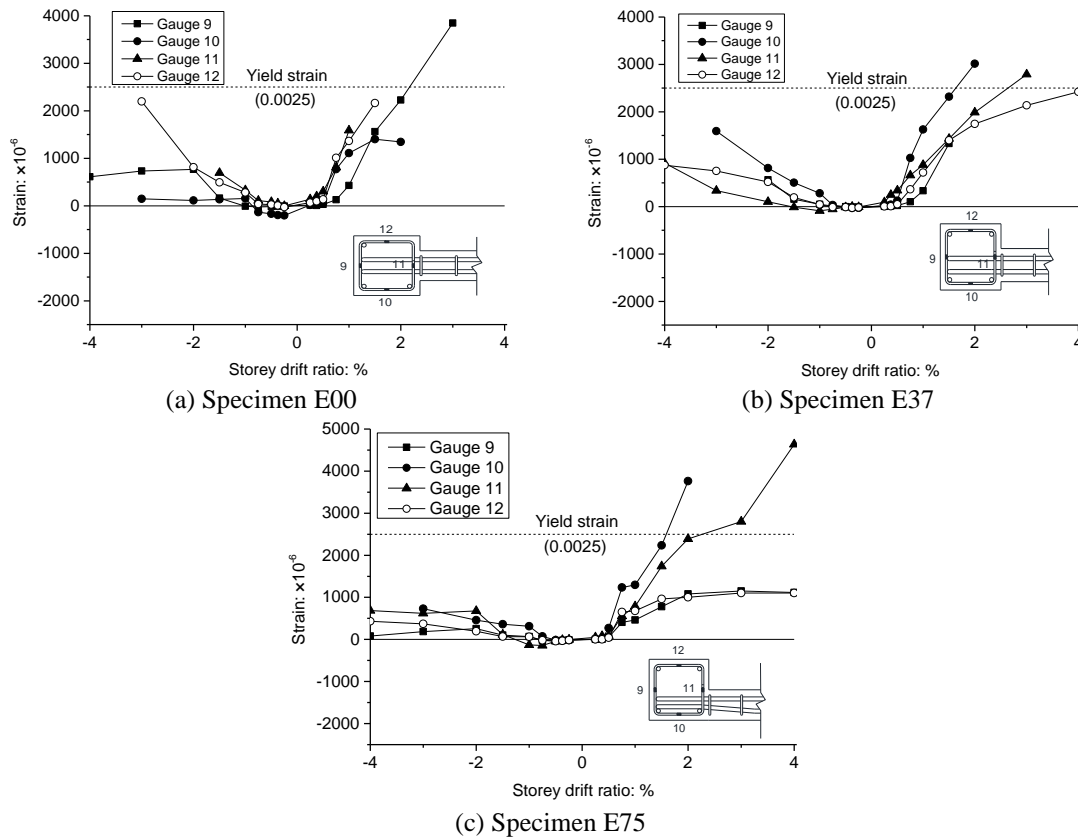 4000
3000
2000
1000
0
-1000
-2000
Strain: ×10⁻⁶
Gauge 9
Gauge 10
Gauge 11
Gauge 12
Yield strain
(0.0025)
12
9
11
10
-4 -2 0 2 4
Storey drift ratio: %
(a) Specimen E00
4000
3000
2000
1000
0
-1000
-2000
Strain: ×10⁻⁶
Gauge 9
Gauge 10
Gauge 11
Gauge 12
Yield strain
(0.0025)
12
9
11
10
-4 -2 0 2 4
Storey drift ratio: %
(b) Specimen E37
5000
4000
3000
2000
1000
0
-1000
-2000
Strain: ×10⁻⁶
Gauge 9
Gauge 10
Gauge 11
Gauge 12
Yield strain
(0.0025)
12
9
11
10
-4 -2 0 2 4
Storey drift ratio: %
(c) Specimen E75